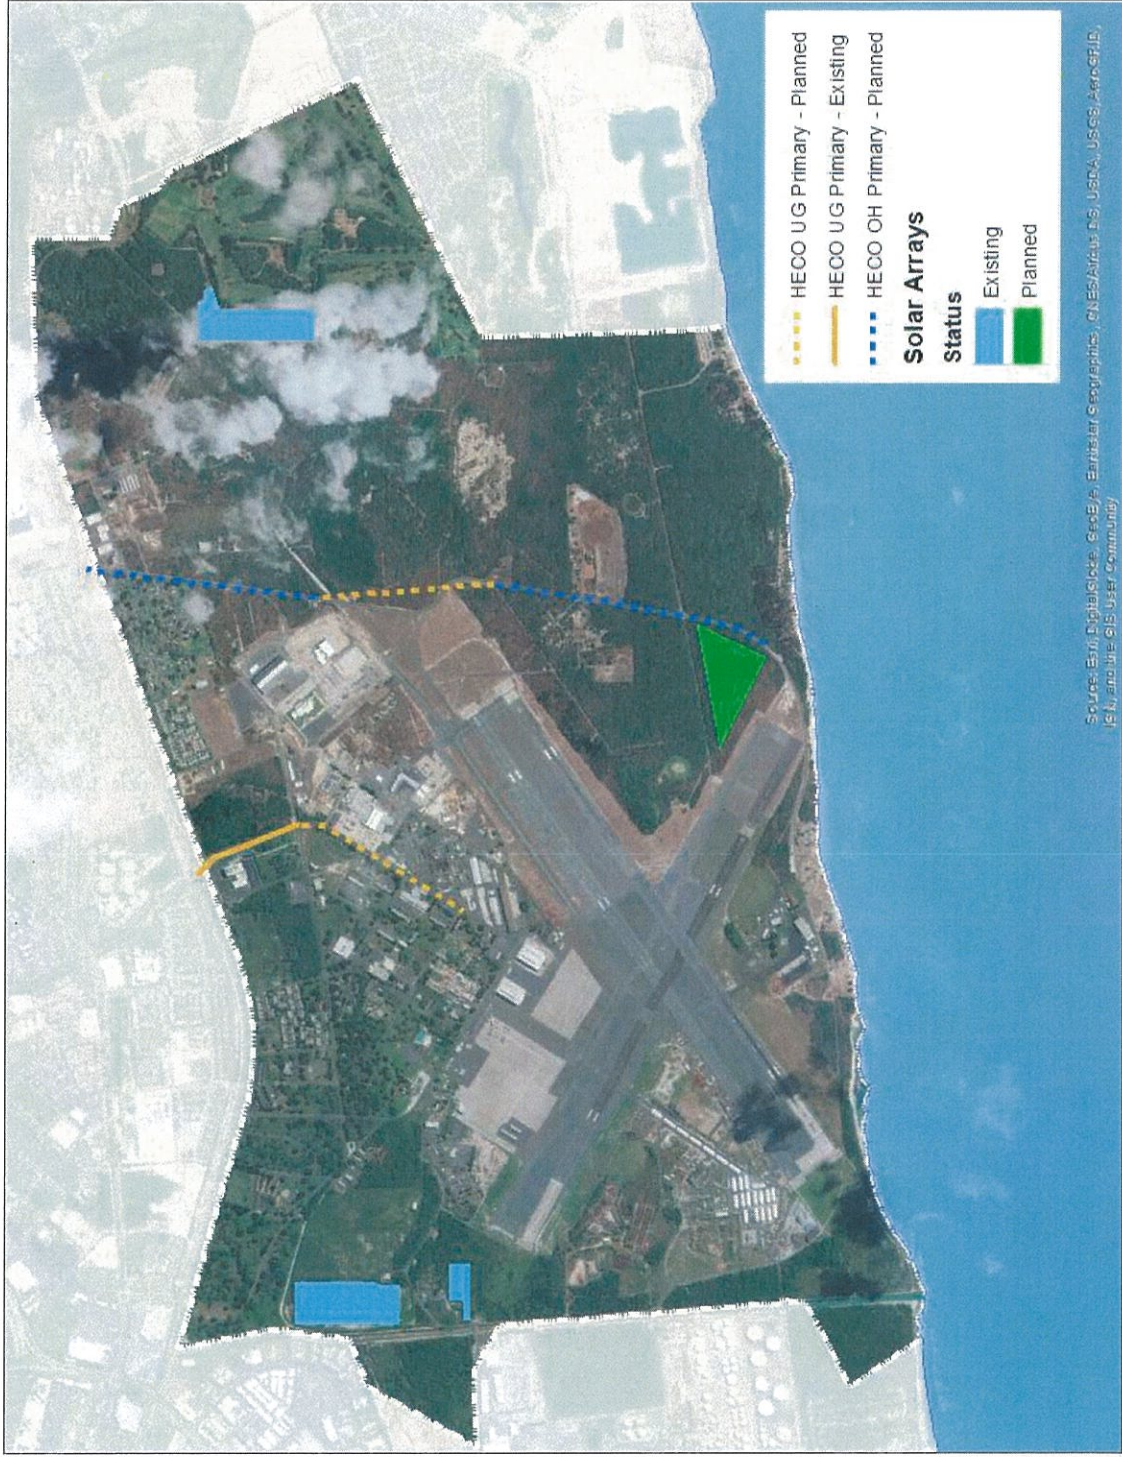 HECO UG Primary - Planned
HECO UG Primary - Existing
HECO OH Primary - Planned
Solar Arrays
Status
Existing
Planned
Source: Esri, DigitalGlobe, GeoEye, Earthstar Geographics, CNES/Airbus DS, USDA, USGS, AeroGRID,
IGN, and the GIS User Community